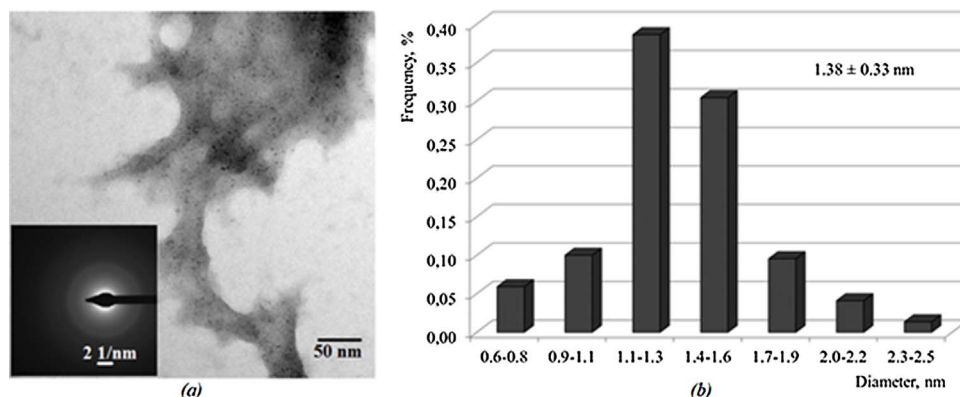 2 1/nm
50 nm
(a)
Frequency, %
0,40
0,35
0,30
0,25
0,20
0,15
0,10
0,05
0,00
1.38 ± 0.33 nm
0.6-0.8 0.9-1.1 1.1-1.3 1.4-1.6 1.7-1.9 2.0-2.2 2.3-2.5
(b)
Diameter, nm